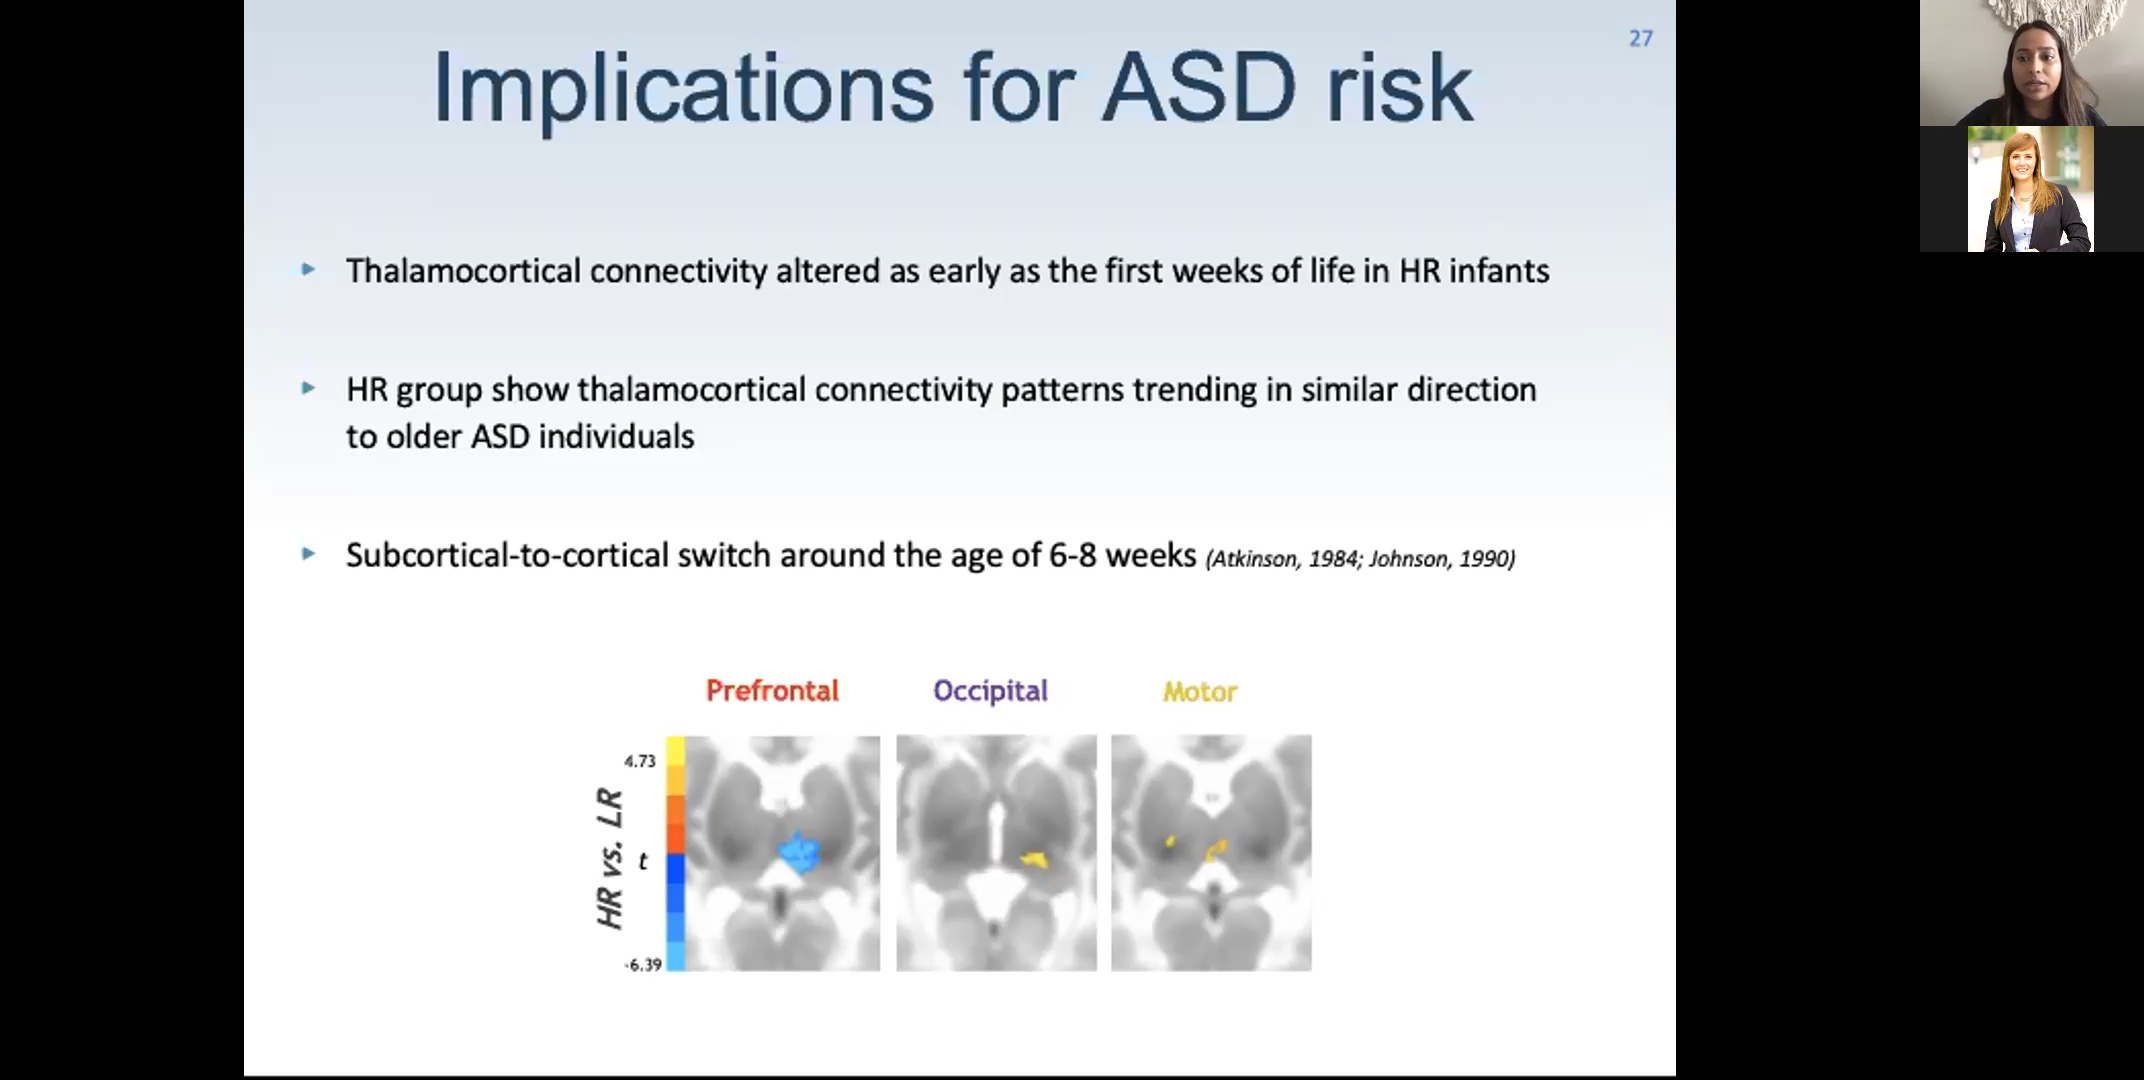 27
Implications for ASD risk
Thalamocortical connectivity altered as early as the first weeks of life in HR infants
HR group show thalamocortical connectivity patterns trending in similar direction
to older ASD individuals
Subcortical-to-cortical switch around the age of 6-8 weeks (Atkinson, 1984; Johnson, 1990)
Prefrontal
Occipital
Motor
HR vs. LR
4.73
t
-6.39